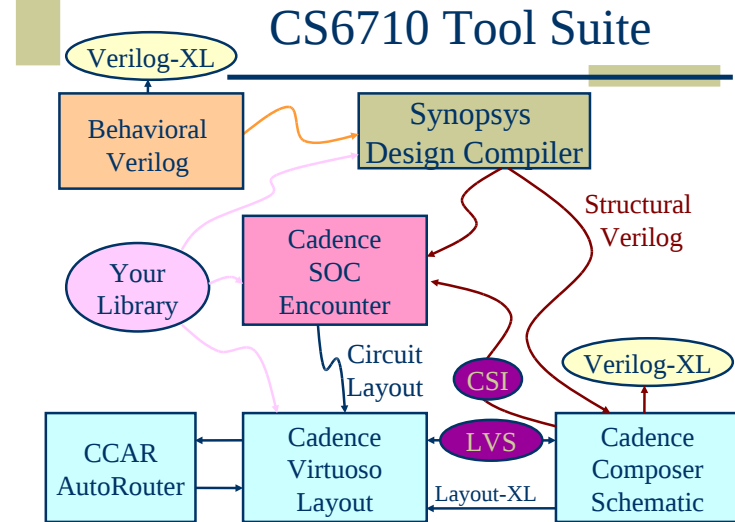 CS6710 Tool Suite
Verilog-XL
Behavioral
Verilog
Synopsys
Design Compiler
Structural
Verilog
Cadence
SOC
Encounter
Your
Library
Circuit
Layout
CSI
Verilog-XL
CCAR
AutoRouter
Cadence
Virtuoso
Layout
LVS
Layout-XL
Cadence
Composer
Schematic